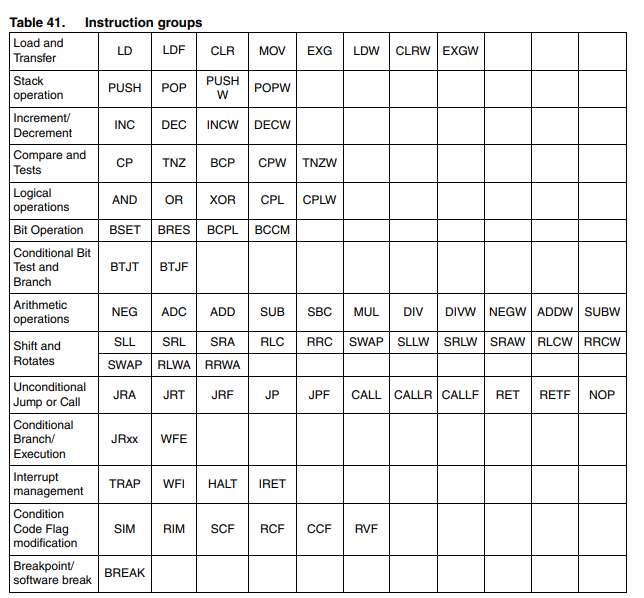 Table 41. Instruction groups
Load and
Transfer
LD LDF CLR MOV EXG LDW CLRW EXGW
Stack
operation
PUSH POP PUSH
W
POPW
Increment/
Decrement
INC DEC INCW DECW
Compare and
Tests
CP TNZ BCP CPW TNZW
Logical
operations
AND OR XOR CPL CPLW
Bit Operation BSET BRES BCPL BCCM
Conditional Bit
Test and
Branch
BTJT BTJF
Arithmetic
operations
NEG ADC ADD SUB SBC MUL DIV DIVW NEGW ADDW SUBW
Shift and
Rotates
SLL SRL SRA RLC RRC SWAP SLLW SRLW SRAW RLCW RRCW
SWAP RLWA RRWA
Unconditional
Jump or Call
JRA JRT JRF JP JPF CALL CALLR CALLF RET RETF NOP
Conditional
Branch/
Execution
JRxx WFE
Interrupt
management
TRAP WFI HALT IRET
Condition
Code Flag
modification
SIM RIM SCF RCF CCF RVF
Breakpoint/
software break
BREAK